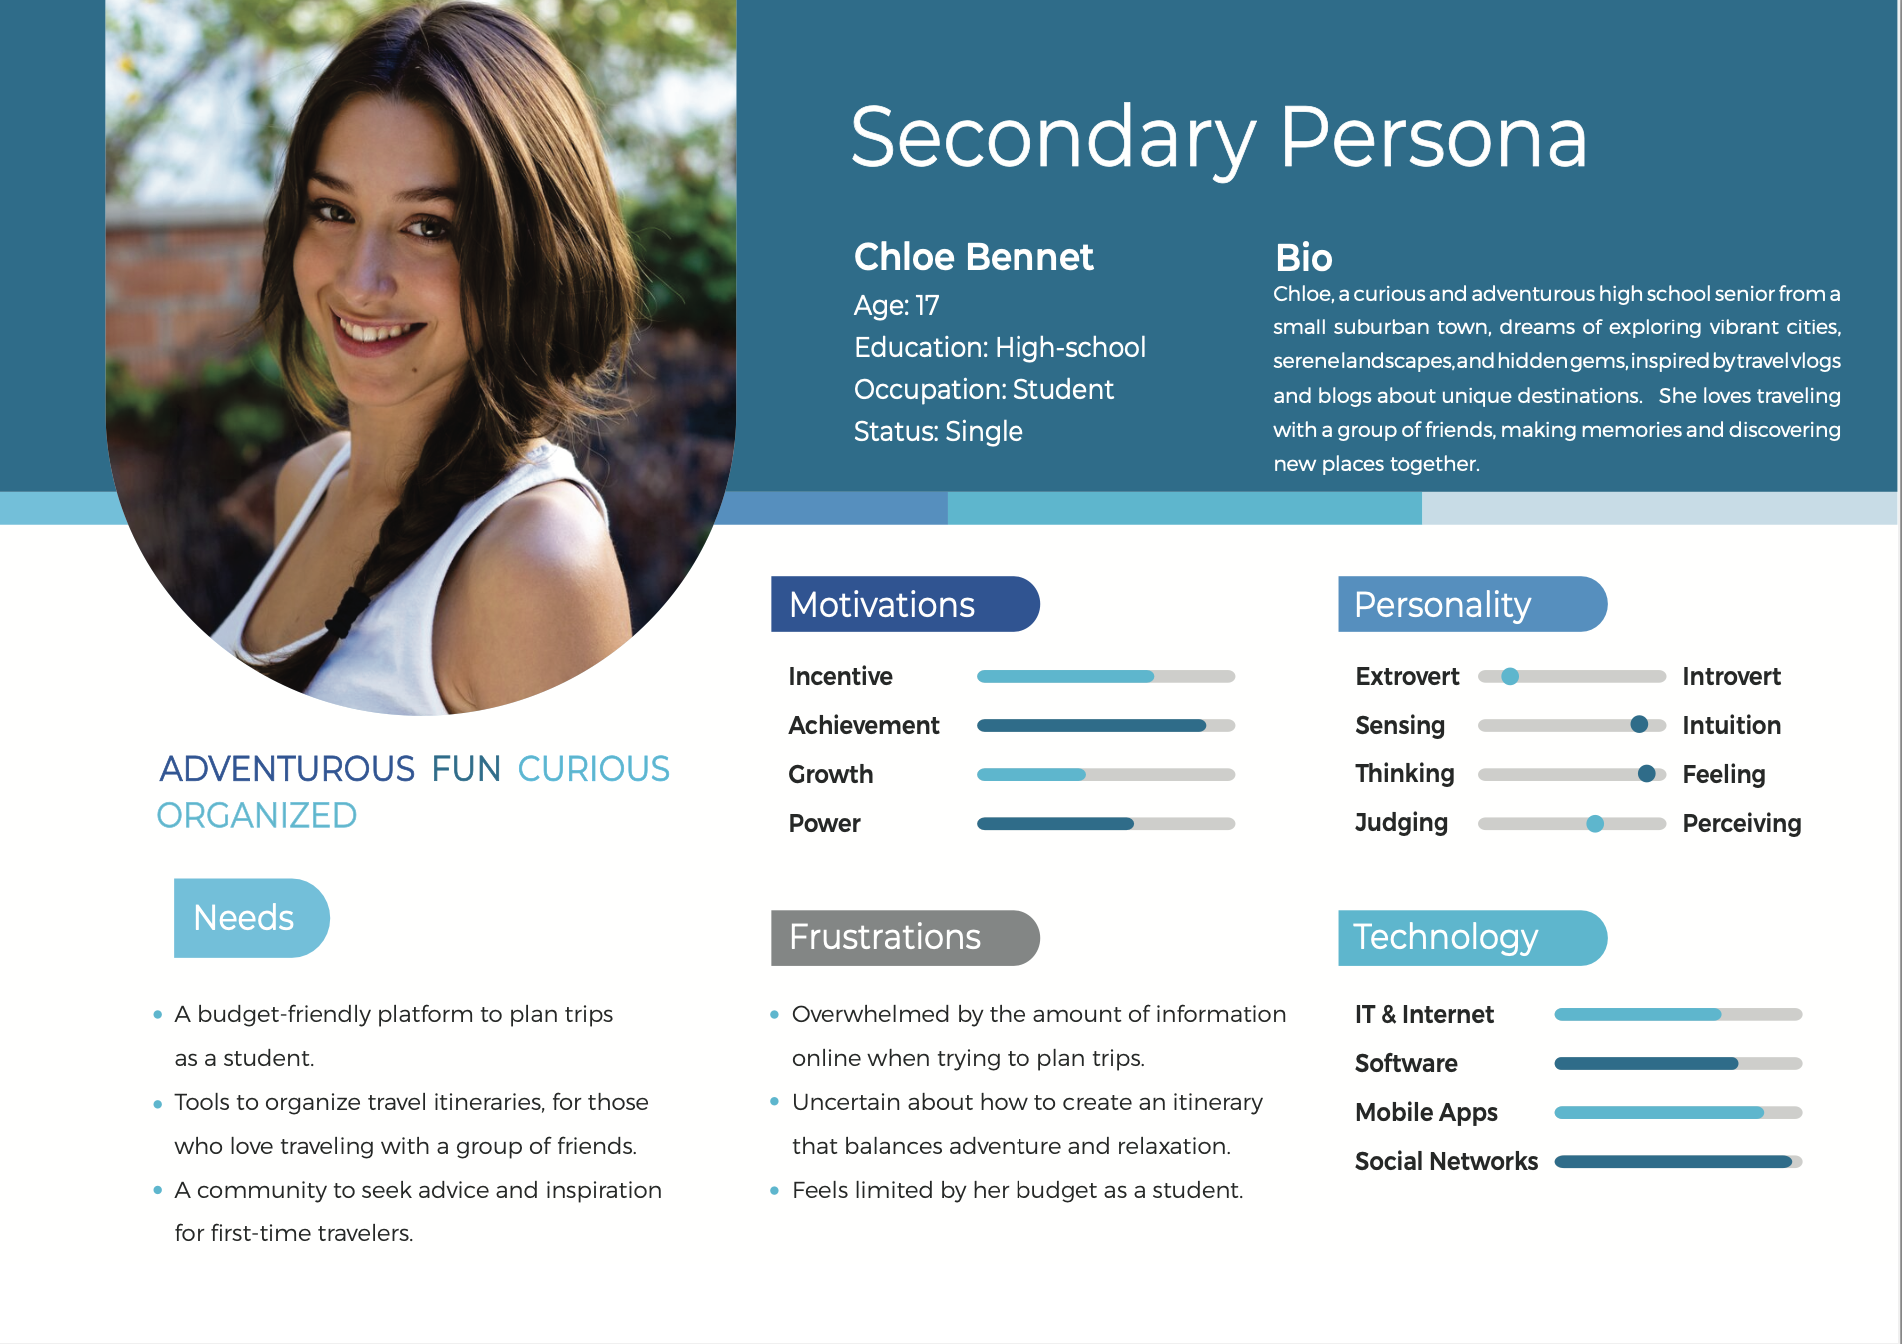 Secondary Persona
Chloe Bennet
Age: 17
Education: High-school
Occupation: Student
Status: Single
Bio
Chloe, a curious and adventurous high school senior from a
small suburban town, dreams of exploring vibrant cities,
serene landscapes, and hidden gems, inspired by travel vlogs
and blogs about unique destinations. She loves traveling
with a group of friends, making memories and discovering
new places together.
ADVENTUROUS FUN CURIOUS
ORGANIZED
Needs
A budget-friendly platform to plan trips
as a student.
Tools to organize travel itineraries, for those
who love traveling with a group of friends.
A community to seek advice and inspiration
for first-time travelers.
Motivations
Incentive
Achievement
Growth
Power
Personality
Extrovert Introvert
Sensing Intuition
Thinking Feeling
Judging Perceiving
Frustrations
Overwhelmed by the amount of information
online when trying to plan trips.
Uncertain about how to create an itinerary
that balances adventure and relaxation.
Feels limited by her budget as a student.
Technology
IT & Internet
Software
Mobile Apps
Social Networks